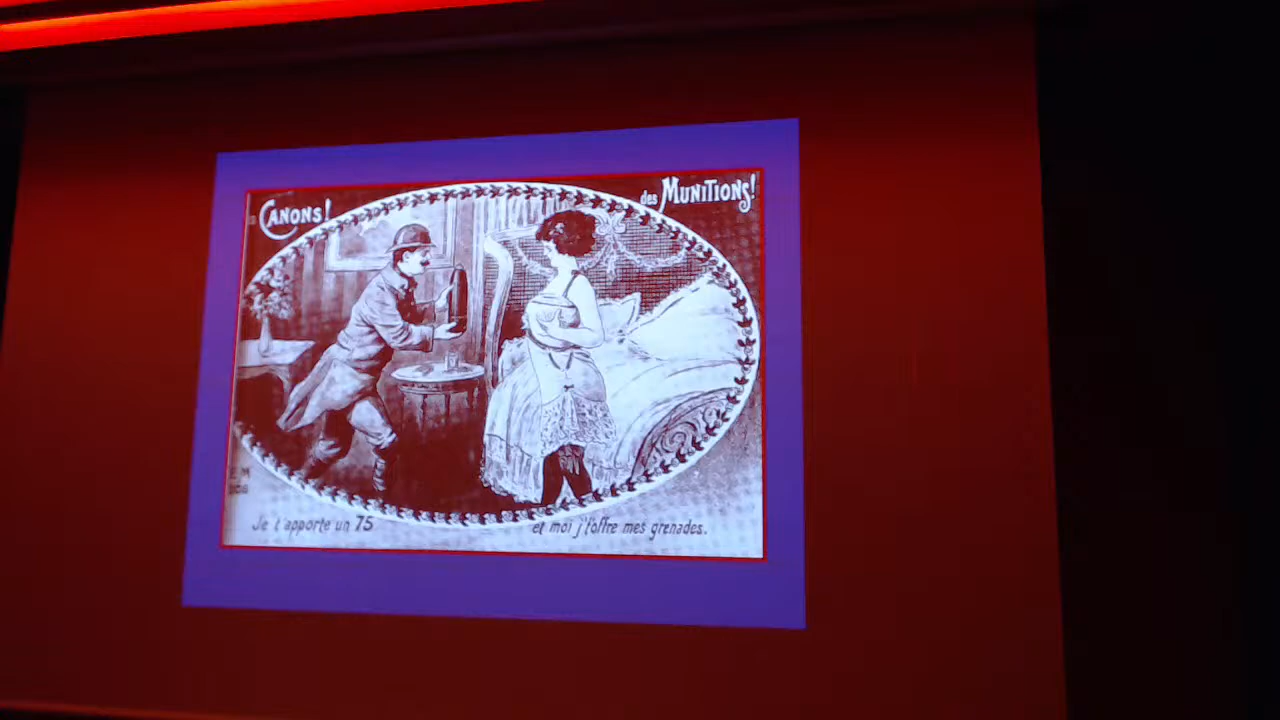 CANONS!
des MUNITIONS!
Je t'apporte un 75
et moi j't'offre mes grenades.